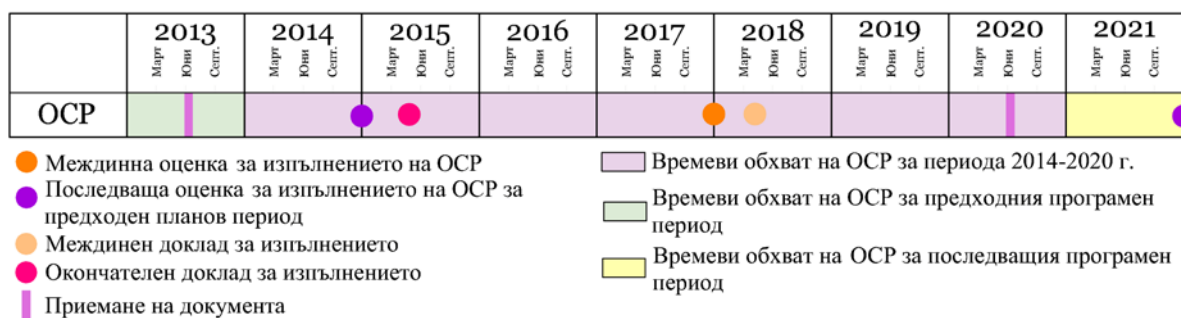 2013 2014 2015 2016 2017 2018 2019 2020 2021
Март Юни Септ. Март Юни Септ. Март Юни Септ. Март Юни Септ. Март Юни Септ. Март Юни Септ. Март Юни Септ. Март Юни Септ. Март Юни Септ.
ОСР
Междинна оценка за изпълнението на ОСР
Последваща оценка за изпълнението на ОСР за
предходен планов период
Междинен доклад за изпълнението
Окончателен доклад за изпълнението
Приемане на документа
Времеви обхват на ОСР за периода 2014-2020 г.
Времеви обхват на ОСР за предходния програмен
период
Времеви обхват на ОСР за последващия програмен
период